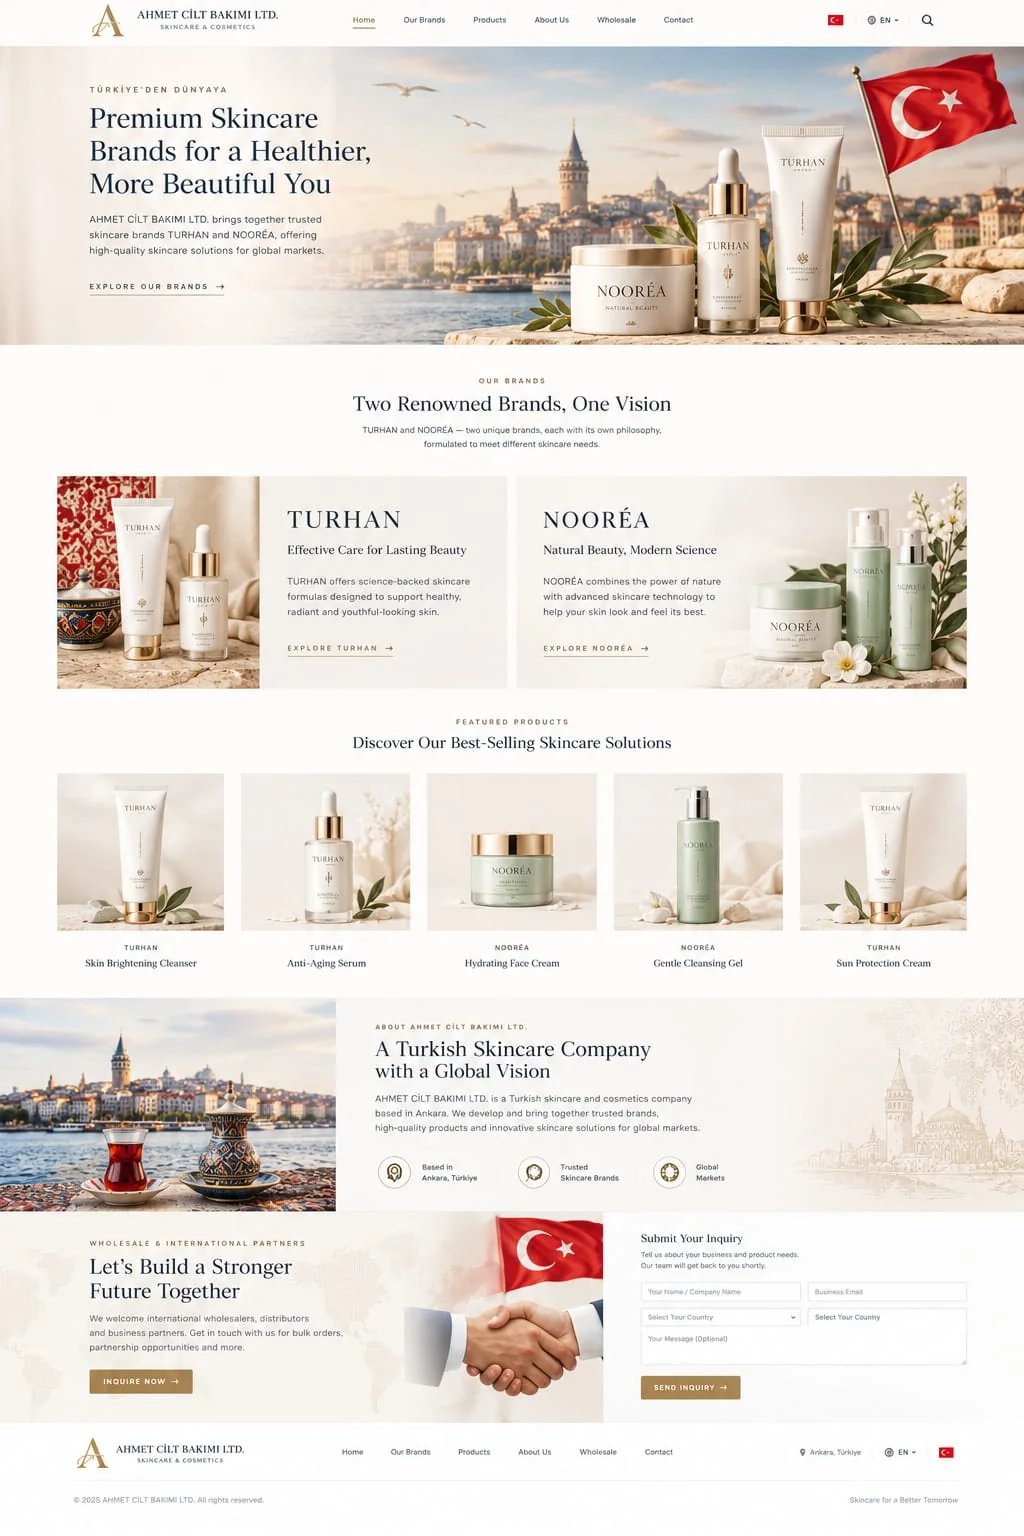 AHMET CİLT BAKIMI LTD.
SKINCARE & COSMETICS
Home
Our Brands
Products
About Us
Wholesale
Contact
EN
TÜRKİYE'DEN DÜNYAYA
Premium Skincare
Brands for a Healthier,
More Beautiful You
AHMET CİLT BAKIMI LTD. brings together trusted
skincare brands TURHAN and NOORÉA, offering
high-quality skincare solutions for global markets.
EXPLORE OUR BRANDS →
NOORÉA
NATURAL BEAUTY
TURHAN
TURHAN
OUR BRANDS
Two Renowned Brands, One Vision
TURHAN and NOORÉA — two unique brands, each with its own philosophy,
formulated to meet different skincare needs.
TURHAN
TURHAN
TURHAN
Effective Care for Lasting Beauty
TURHAN offers science-backed skincare
formulas designed to support healthy,
radiant and youthful-looking skin.
EXPLORE TURHAN →
NOORÉA
Natural Beauty, Modern Science
NOORÉA combines the power of nature
with advanced skincare technology to
help your skin look and feel its best.
EXPLORE NOORÉA →
NOORÉA
NATURAL BEAUTY
NOORÉA
NOORÉA
FEATURED PRODUCTS
Discover Our Best-Selling Skincare Solutions
TURHAN
TURHAN
NOORÉA
NOORÉA
TURHAN
TURHAN
Skin Brightening Cleanser
TURHAN
Anti-Aging Serum
NOORÉA
Hydrating Face Cream
NOORÉA
Gentle Cleansing Gel
TURHAN
Sun Protection Cream
ABOUT AHMET CİLT BAKIMI LTD.
A Turkish Skincare Company
with a Global Vision
AHMET CİLT BAKIMI LTD. is a Turkish skincare and cosmetics company
based in Ankara. We develop and bring together trusted brands,
high-quality products and innovative skincare solutions for global markets.
Based in
Ankara, Türkiye
Trusted
Skincare Brands
Global
Markets
WHOLESALE & INTERNATIONAL PARTNERS
Let's Build a Stronger
Future Together
We welcome international wholesalers, distributors
and business partners. Get in touch with us for bulk orders,
partnership opportunities and more.
INQUIRE NOW →
Submit Your Inquiry
Tell us about your business and product needs.
Our team will get back to you shortly.
Your Name / Company Name
Business Email
Select Your Country
Select Your Country
Your Message (Optional)
SEND INQUIRY →
AHMET CİLT BAKIMI LTD.
SKINCARE & COSMETICS
Home
Our Brands
Products
About Us
Wholesale
Contact
Ankara, Türkiye
EN
© 2025 AHMET CİLT BAKIMI LTD. All rights reserved.
Skincare for a Better Tomorrow